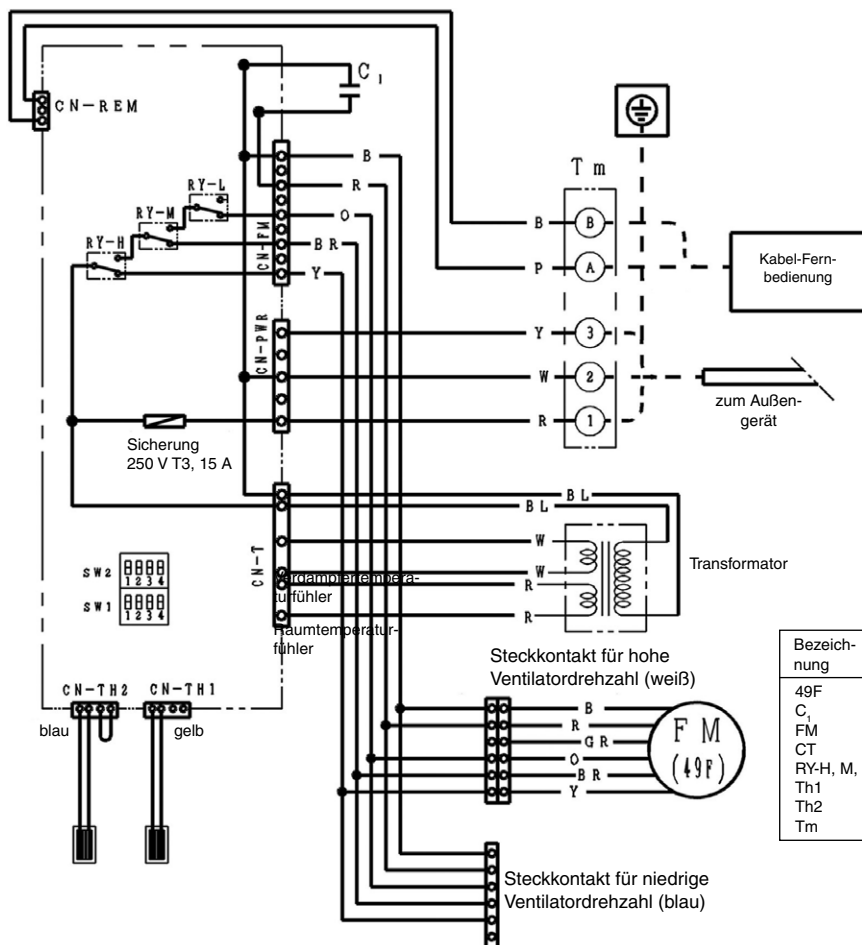 C₁
CN-REM
B
R
O
BR
Y
CN-FM
RY-L
RY-M
RY-H
Tm
B B
P A
Y 3
W 2
R 1
Kabel-Fern-
bedienung
zum Außen-
gerät
CN-PWR
Sicherung
250 V T3, 15 A
BL
BL
W
W
R
R
CN-T
Transformator
Verdampfertempera-
turfühler
Raumtemperatur-
fühler
SW2
1 2 3 4
SW1
1 2 3 4
CN-TH2
CN-TH1
blau
gelb
Steckkontakt für hohe
Ventilatordrehzahl (weiß)
B
R
GR
O
BR
Y
FM
(49F)
Steckkontakt für niedrige
Ventilatordrehzahl (blau)
Bezeich-
nung
49F
C₁
FM
CT
RY-H, M,
Th1
Th2
Tm